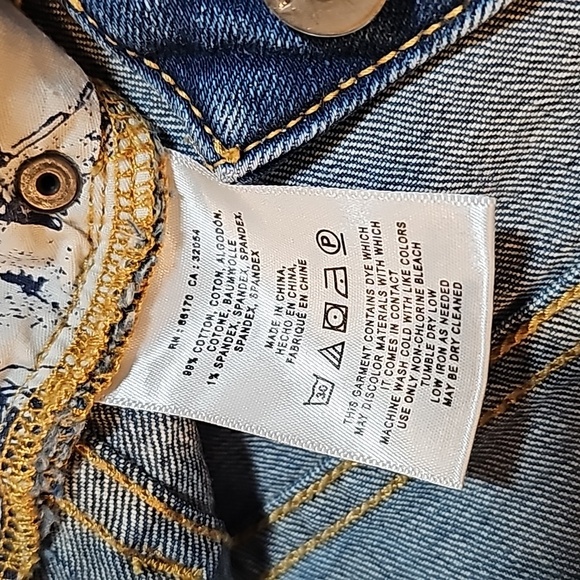 RN : 86170 CA : 32054
99% COTTON, COTON, ALGODON,
COTONE, BAUMWOLLE
1% SPANDEX, SPANDEX, SPANDEX,
SPANDEX, SPANDEX
MADE IN CHINA,
HECHO EN CHINA,
FABRIQUÉ EN CHINE
30 P
THIS GARMENT CONTAINS DYE WHICH
MAY DISCOLOR MATERIALS WITH WHICH
IT COMES IN CONTACT.
MACHINE WASH COLD WITH LIKE COLORS
USE ONLY NON-CHLORINE BLEACH
TUMBLE DRY LOW
LOW IRON AS NEEDED
MAY BE DRY CLEANED